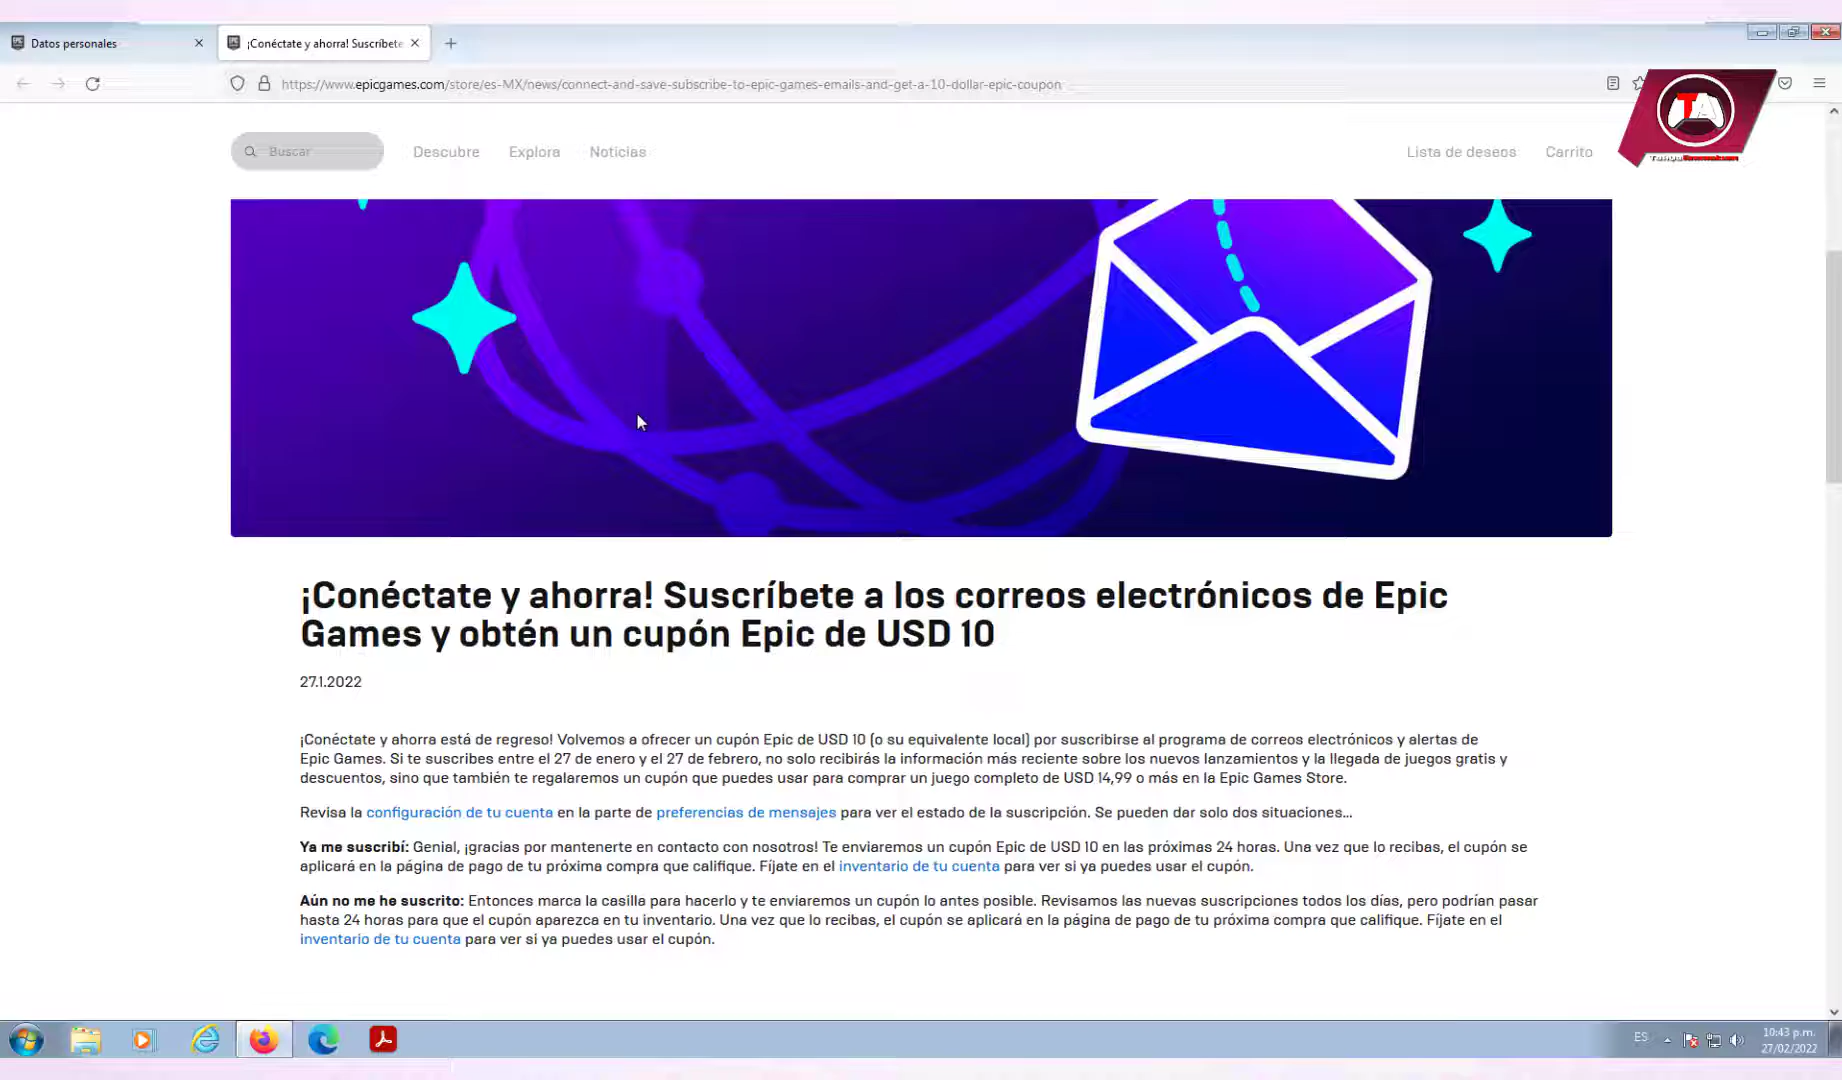 Datos personales
¡Conéctate y ahorra! Suscríbete
https://www.epicgames.com/store/es-MX/news/connect-and-save-subscribe-to-epic-games-emails-and-get-a-10-dollar-epic-coupon
TA
Buscar
Descubre
Explora
Noticias
Lista de deseos
Carrito
¡Conéctate y ahorra! Suscríbete a los correos electrónicos de Epic
Games y obtén un cupón Epic de USD 10
27.1.2022
¡Conéctate y ahorra está de regreso! Volvemos a ofrecer un cupón Epic de USD 10 (o su equivalente local) por suscribirse al programa de correos electrónicos y alertas de
Epic Games. Si te suscribes entre el 27 de enero y el 27 de febrero, no solo recibirás la información más reciente sobre los nuevos lanzamientos y la llegada de juegos gratis y
descuentos, sino que también te regalaremos un cupón que puedes usar para comprar un juego completo de USD 14,99 o más en la Epic Games Store.
Revisa la configuración de tu cuenta en la parte de preferencias de mensajes para ver el estado de la suscripción. Se pueden dar solo dos situaciones...
Ya me suscribí: Genial, ¡gracias por mantenerte en contacto con nosotros! Te enviaremos un cupón Epic de USD 10 en las próximas 24 horas. Una vez que lo recibas, el cupón se
aplicará en la página de pago de tu próxima compra que califique. Fíjate en el inventario de tu cuenta para ver si ya puedes usar el cupón.
Aún no me he suscrito: Entonces marca la casilla para hacerlo y te enviaremos un cupón lo antes posible. Revisamos las nuevas suscripciones todos los días, pero podrían pasar
hasta 24 horas para que el cupón aparezca en tu inventario. Una vez que lo recibas, el cupón se aplicará en la página de pago de tu próxima compra que califique. Fíjate en el
inventario de tu cuenta para ver si ya puedes usar el cupón.
ES
10:43 p.m.
27/02/2022